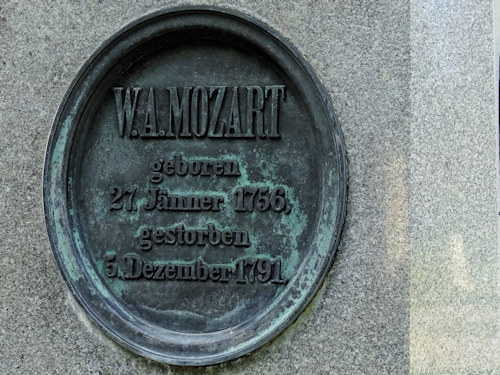 W.A.MOZART
geboren
27. Jänner 1756,
gestorben
5. Dezember 1791.